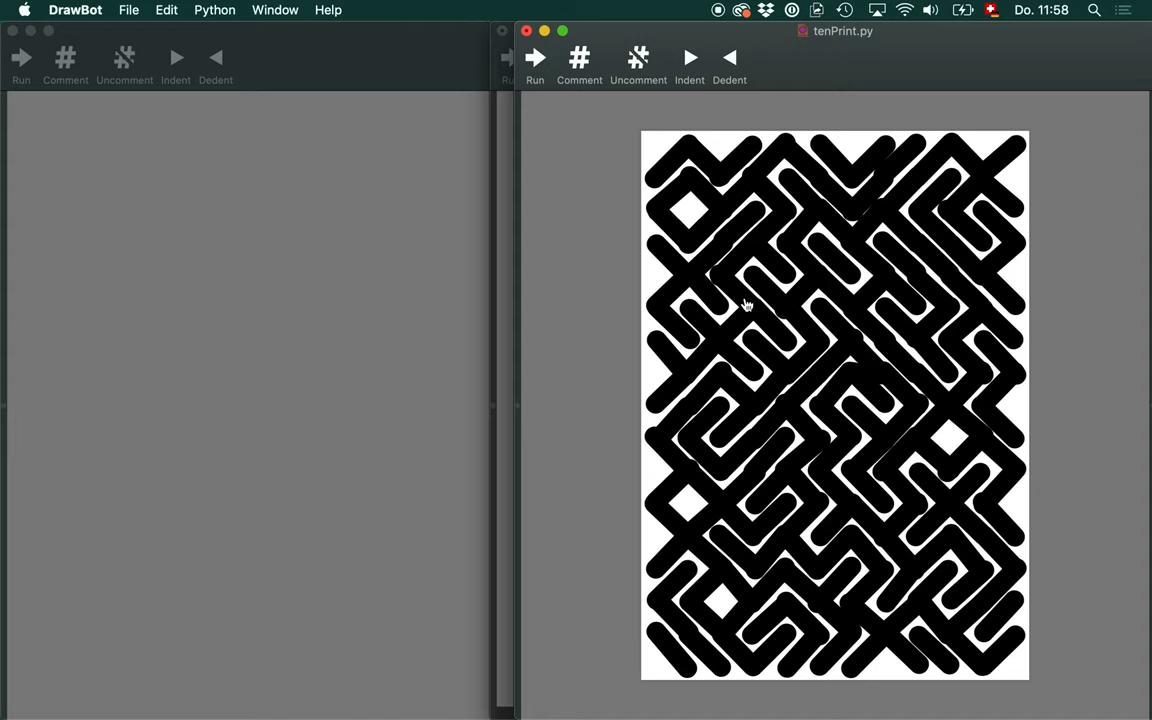 DrawBot File Edit Python Window Help Do. 11:58
tenPrint.py
Run Comment Uncomment Indent Dedent
Ru
Run Comment Uncomment Indent Dedent